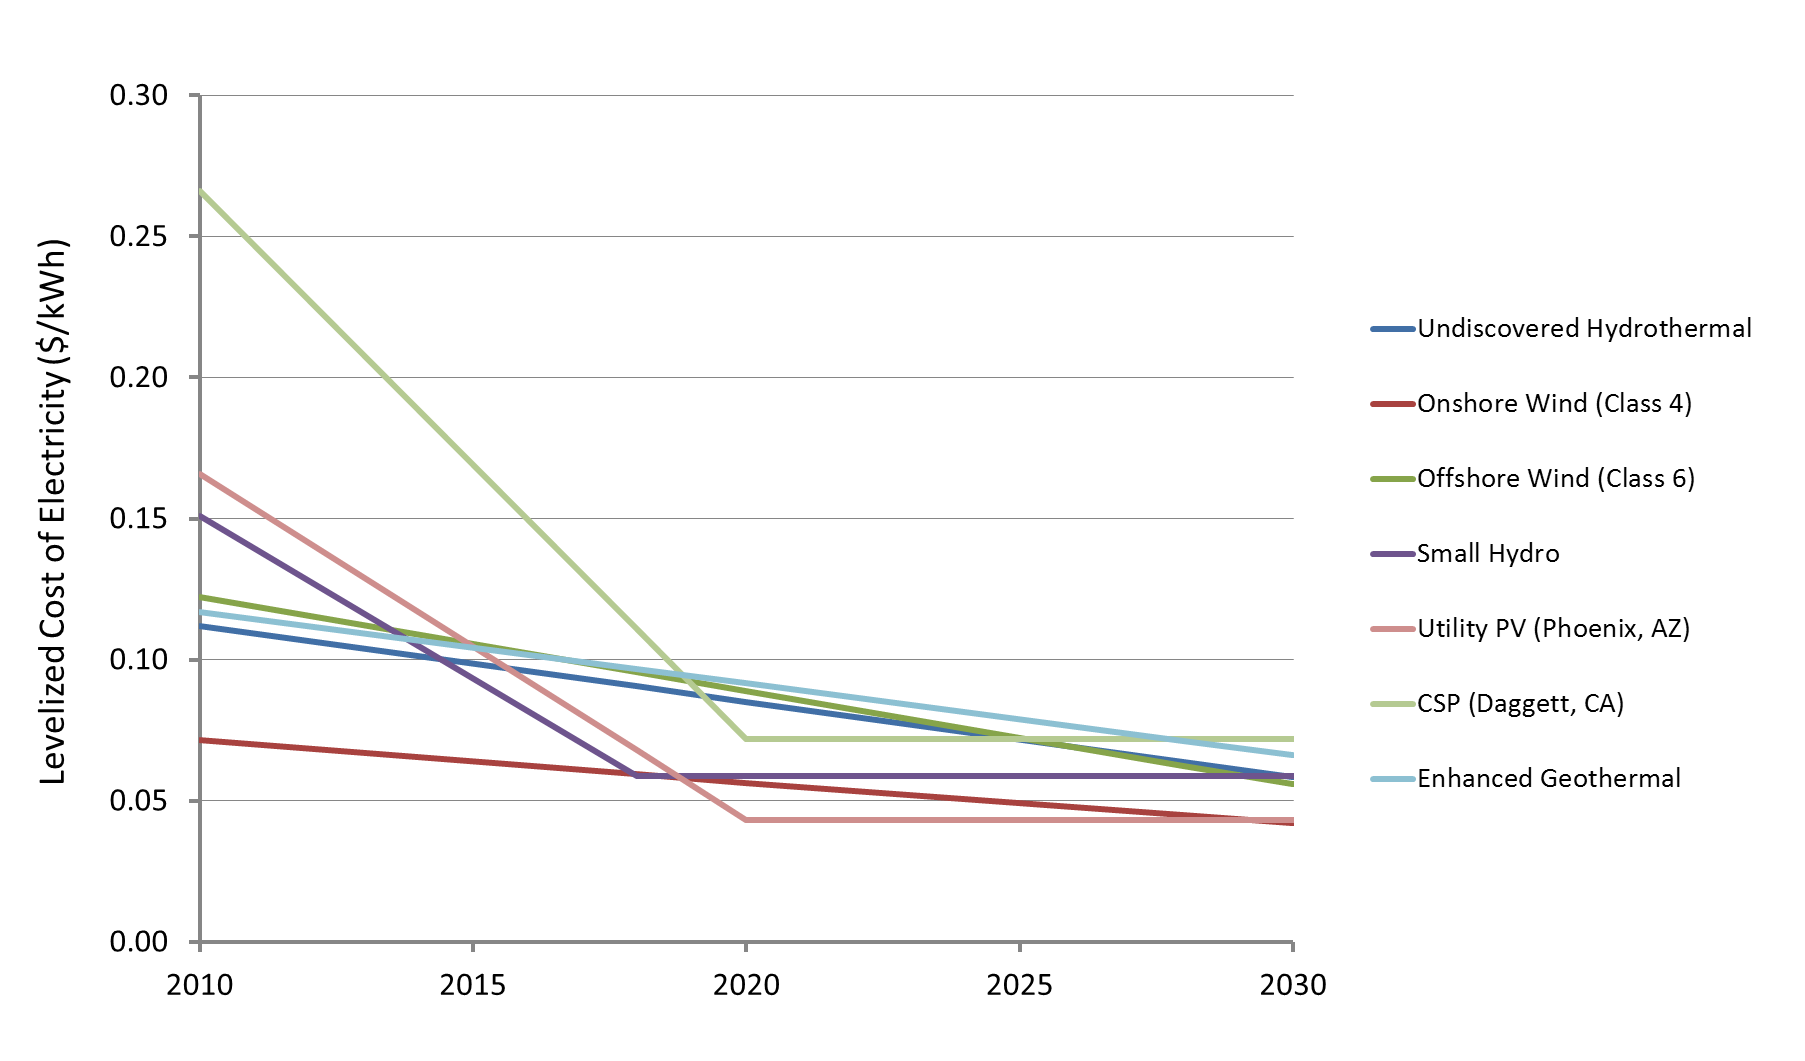 Levelized Cost of Electricity ($/kWh)
0.30
0.25
0.20
0.15
0.10
0.05
0.00
2010 2015 2020 2025 2030
Undiscovered Hydrothermal
Onshore Wind (Class 4)
Offshore Wind (Class 6)
Small Hydro
Utility PV (Phoenix, AZ)
CSP (Daggett, CA)
Enhanced Geothermal